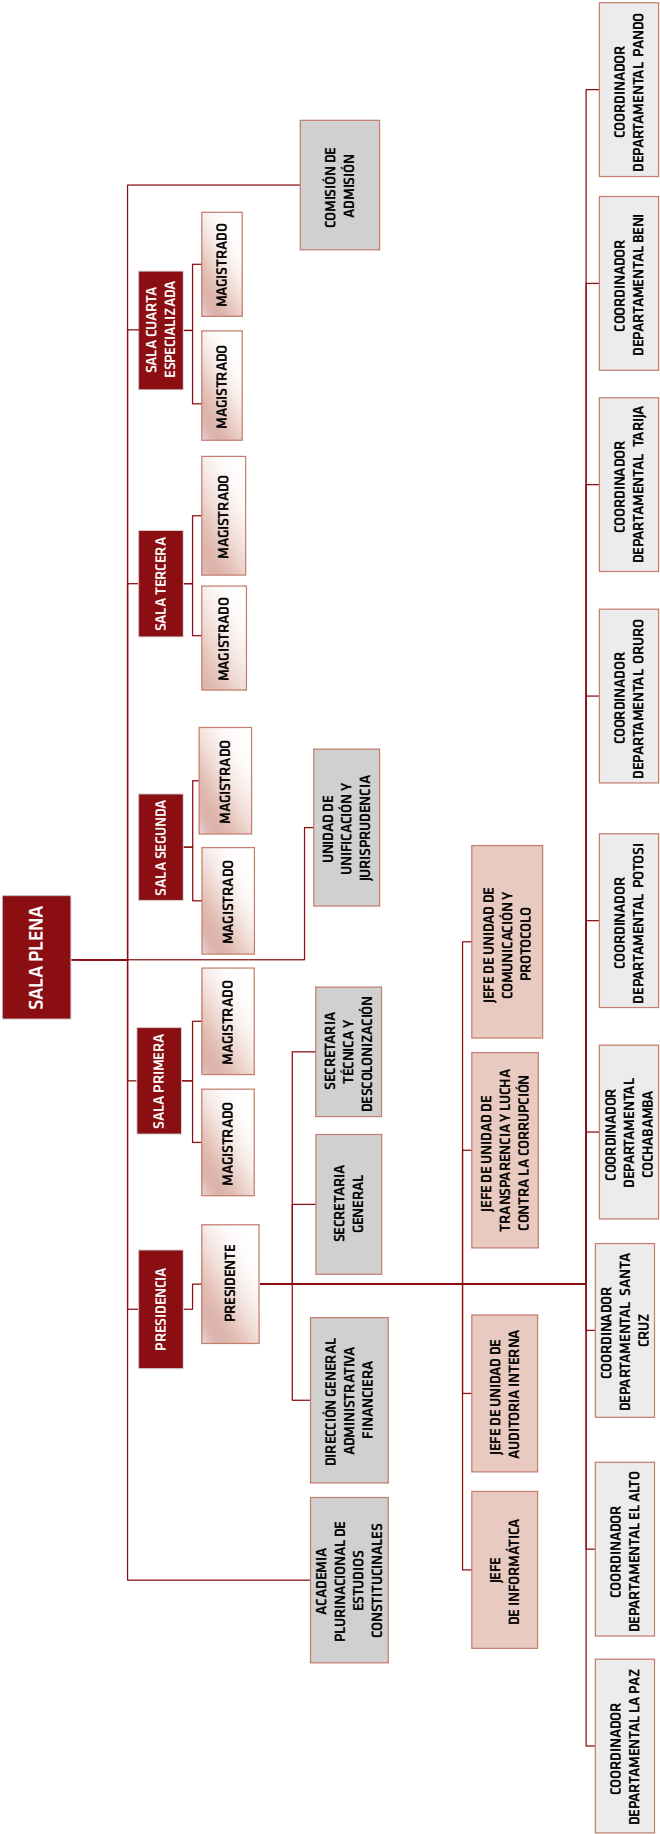 SALA PLENA
PRESIDENCIA
SALA PRIMERA
SALA SEGUNDA
SALA TERCERA
SALA CUARTA
ESPECIALIZADA
PRESIDENTE
MAGISTRADO
MAGISTRADO
MAGISTRADO
MAGISTRADO
MAGISTRADO
MAGISTRADO
MAGISTRADO
MAGISTRADO
ACADEMIA
PLURINACIONAL DE
ESTUDIOS
CONSTITUCINALES
DIRECCIÓN GENERAL
ADMINISTRATIVA
FINANCIERA
SECRETARIA
GENERAL
SECRETARIA
TÉCNICA Y
DESCOLONIZACIÓN
UNIDAD DE
UNIFICACIÓN Y
JURISPRUDENCIA
COMISIÓN DE
ADMISIÓN
JEFE
DE INFORMÁTICA
JEFE DE UNIDAD DE
AUDITORIA INTERNA
JEFE DE UNIDAD DE
TRANSPARENCIA Y LUCHA
CONTRA LA CORRUPCIÓN
JEFE DE UNIDAD DE
COMUNICACIÓN Y
PROTOCOLO
COORDINADOR
DEPARTAMENTAL LA PAZ
COORDINADOR
DEPARTAMENTAL EL ALTO
COORDINADOR
DEPARTAMENTAL SANTA
CRUZ
COORDINADOR
DEPARTAMENTAL
COCHABAMBA
COORDINADOR
DEPARTAMENTAL POTOSI
COORDINADOR
DEPARTAMENTAL ORURO
COORDINADOR
DEPARTAMENTAL TARIJA
COORDINADOR
DEPARTAMENTAL BENI
COORDINADOR
DEPARTAMENTAL PANDO